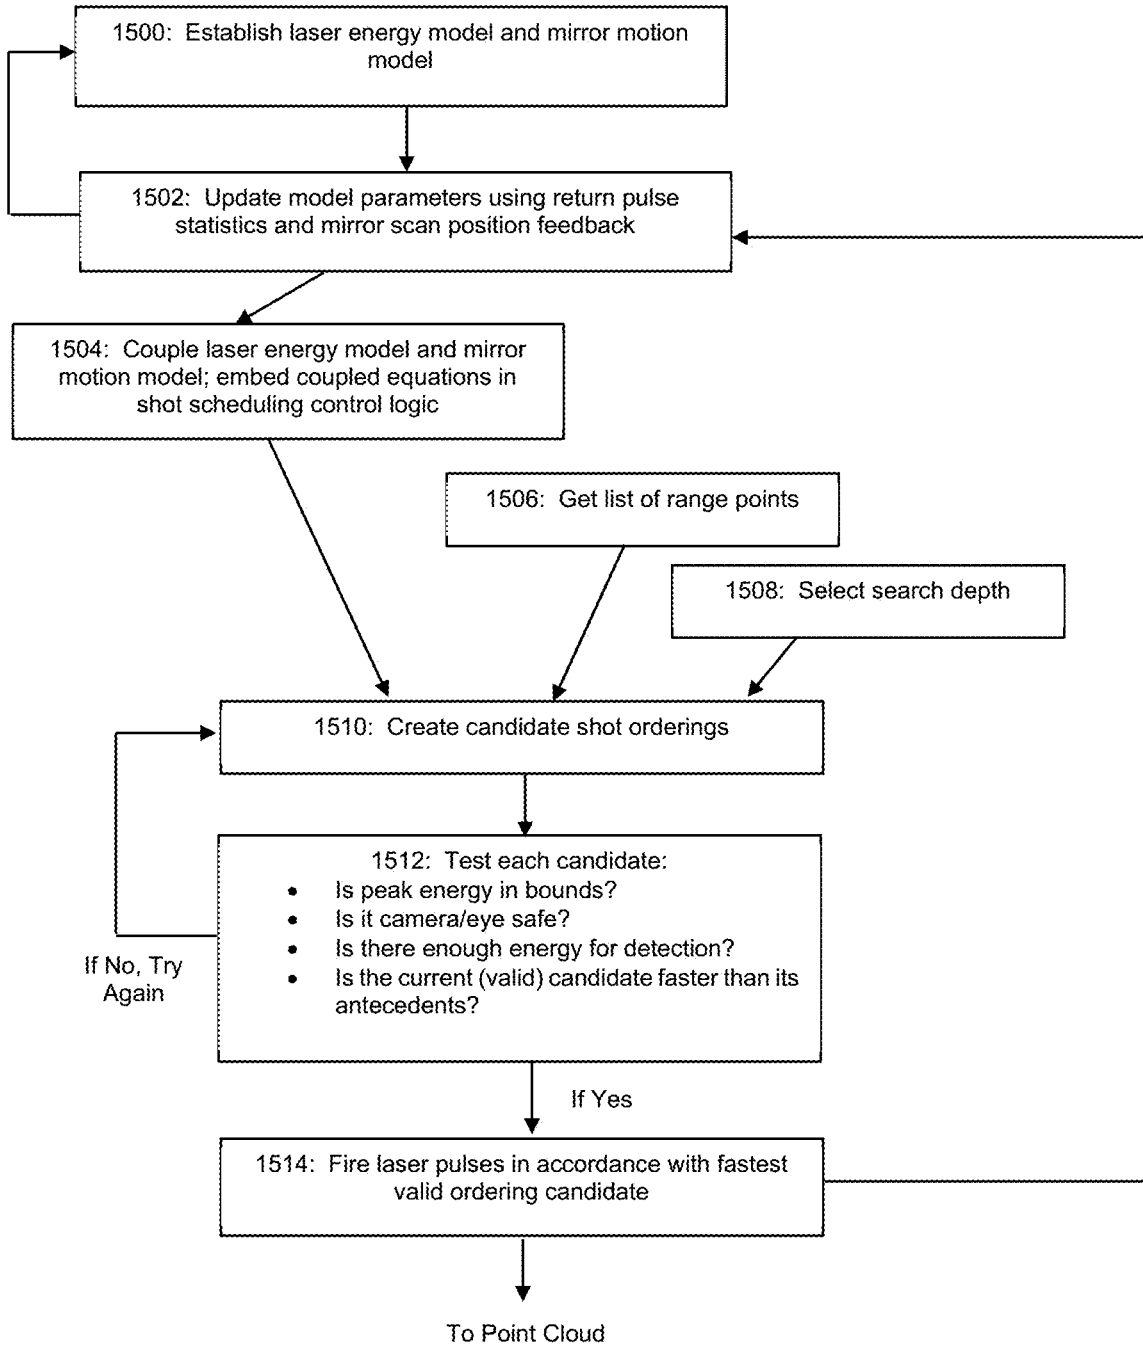 1500: Establish laser energy model and mirror motion
model
1502: Update model parameters using return pulse
statistics and mirror scan position feedback
1504: Couple laser energy model and mirror
motion model; embed coupled equations in
shot scheduling control logic
1506: Get list of range points
1508: Select search depth
1510: Create candidate shot orderings
1512: Test each candidate:
• Is peak energy in bounds?
• Is it camera/eye safe?
• Is there enough energy for detection?
• Is the current (valid) candidate faster than its
antecedents?
If No, Try
Again
If Yes
1514: Fire laser pulses in accordance with fastest
valid ordering candidate
To Point Cloud